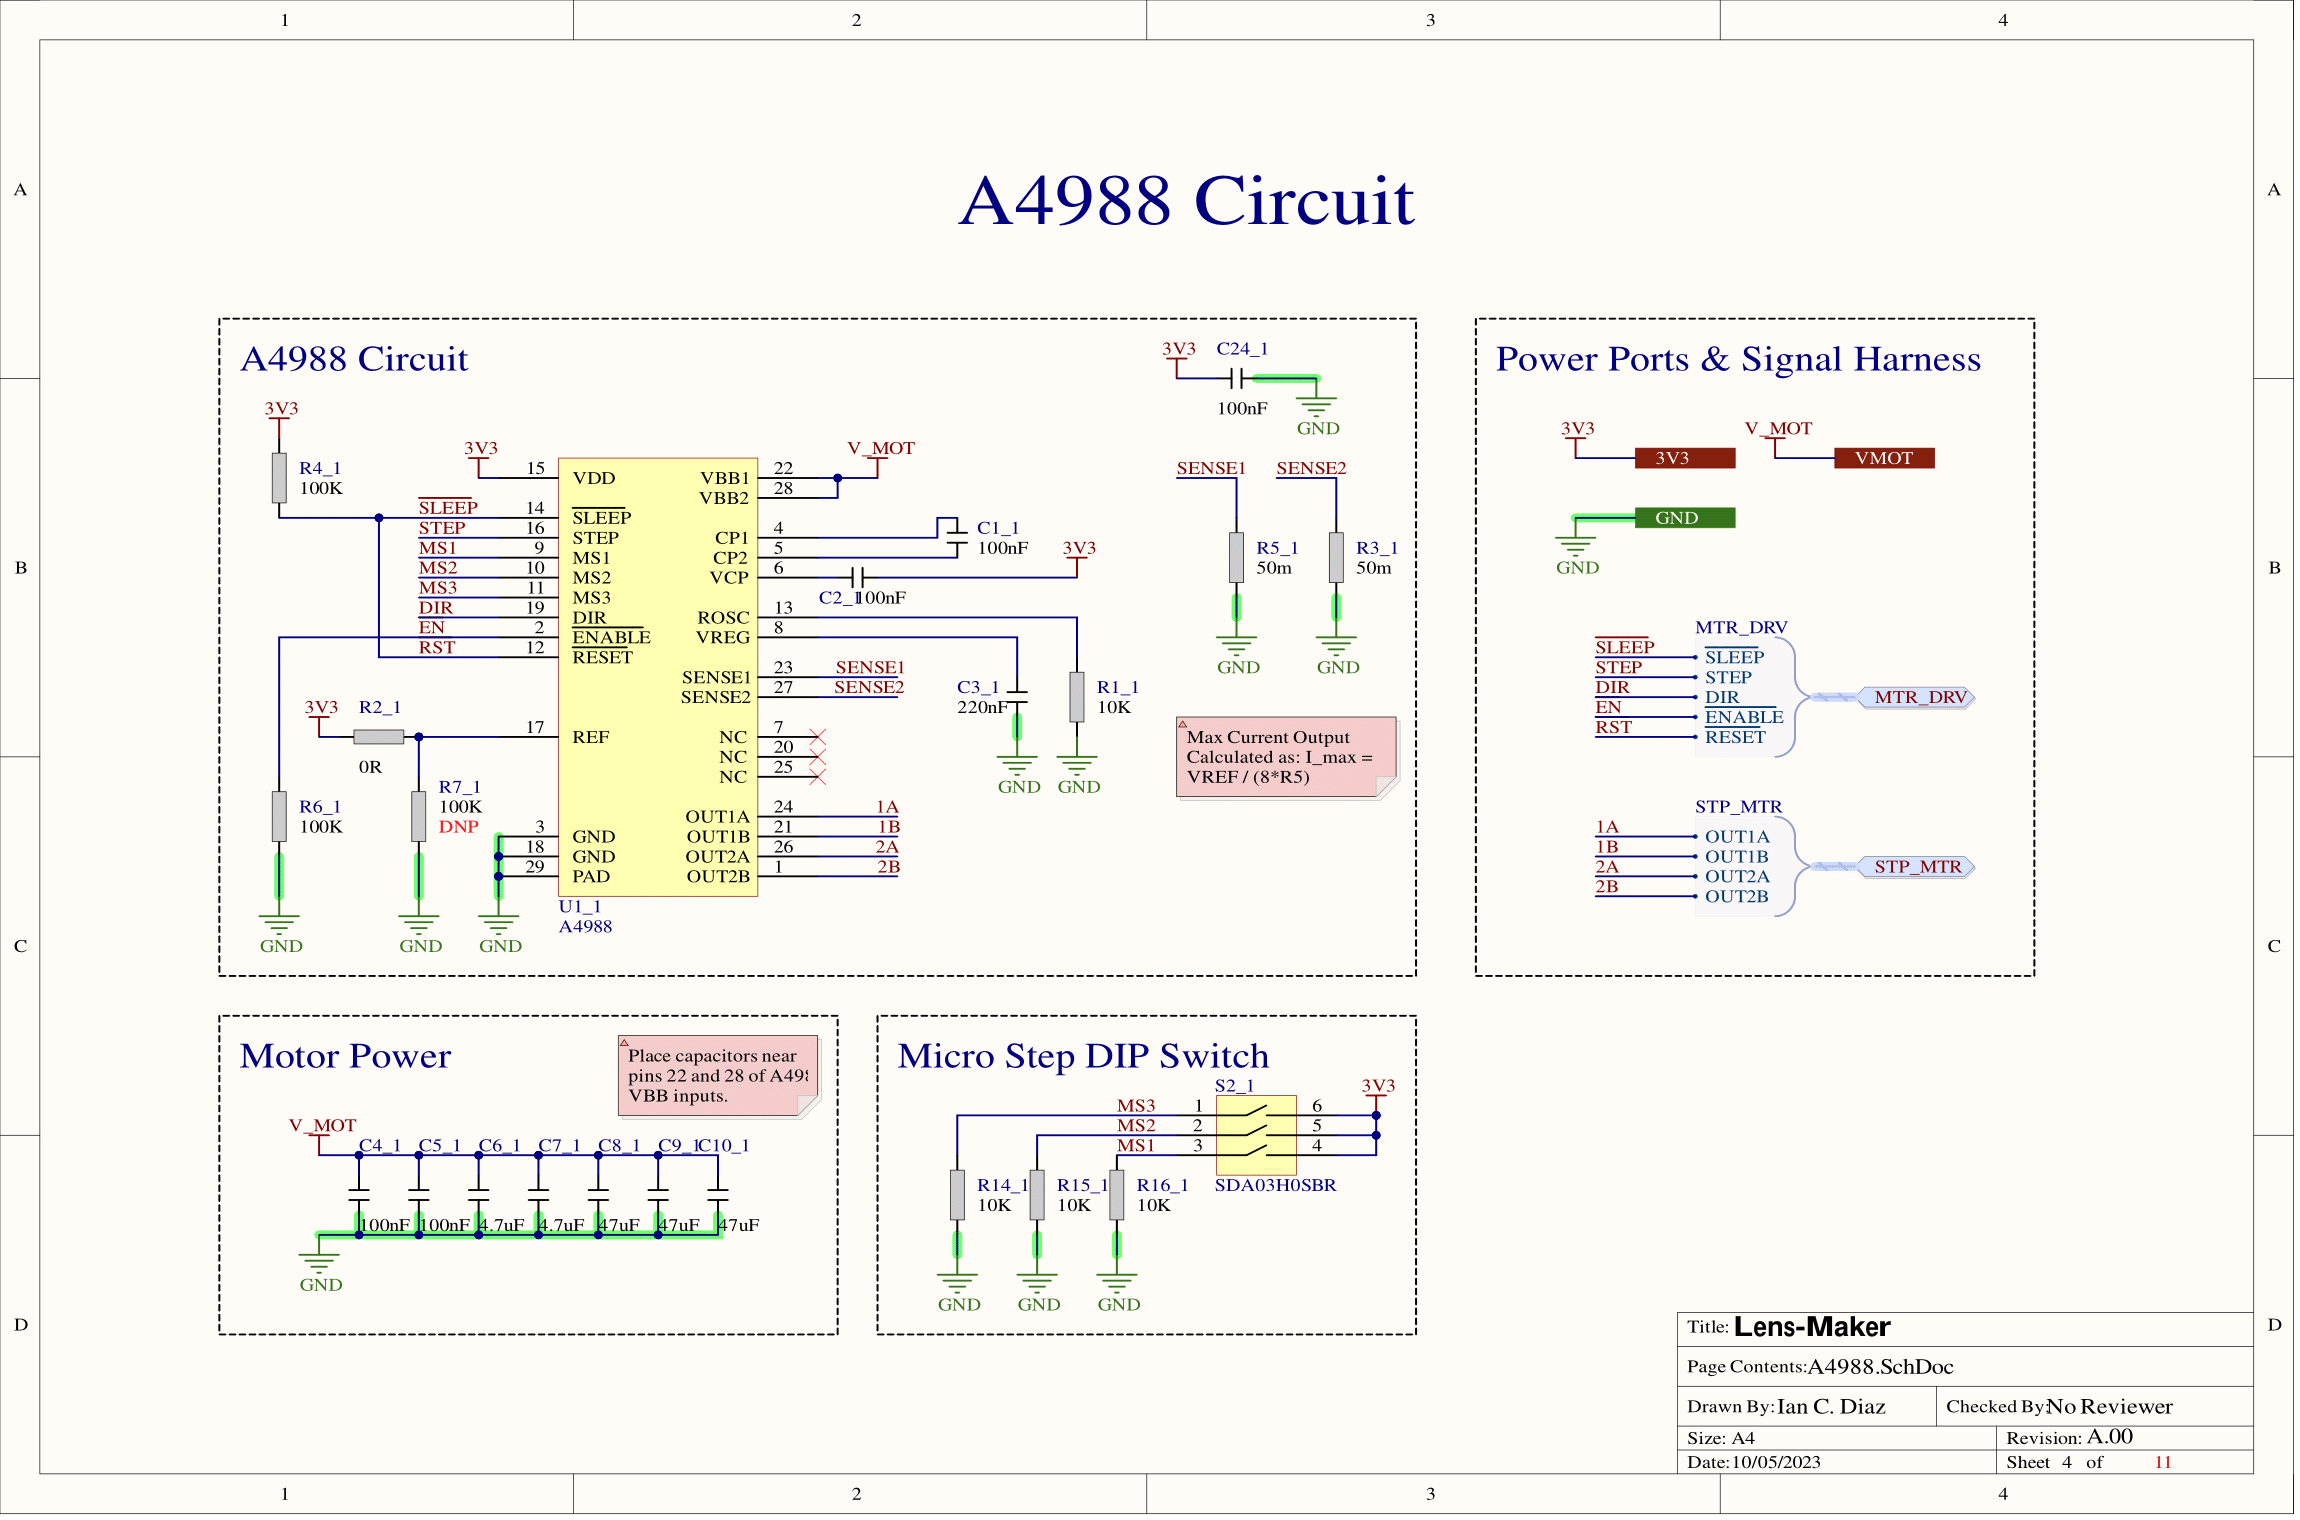 1 2 3 4
A A
B B
C C
D D
A4988 Circuit
A4988 Circuit
3V3
R4_1
100K
3V3
15 VDD
SLEEP 14 SLEEP
STEP 16 STEP
MS1 9 MS1
MS2 10 MS2
MS3 11 MS3
DIR 19 DIR
EN 2 ENABLE
RST 12 RESET
3V3 R2_1
0R
17 REF
R6_1
100K
R7_1
100K
DNP
3 GND
18 GND
29 PAD
GND GND GND
U1_1
A4988
V_MOT
VBB1 22
VBB2 28
CP1 4
CP2 5
VCP 6
C1_1
100nF
3V3
C2_1 100nF
ROSC 13
VREG 8
SENSE1 23 SENSE1
SENSE2 27 SENSE2
NC 7
NC 20
NC 25
OUT1A 24 1A
OUT1B 21 1B
OUT2A 26 2A
OUT2B 1 2B
C3_1
220nF
R1_1
10K
GND GND
3V3 C24_1
100nF
GND
SENSE1 SENSE2
R5_1
50m
R3_1
50m
GND GND
Max Current Output
Calculated as: I_max =
VREF / (8*R5)
Power Ports & Signal Harness
3V3 3V3
V_MOT VMOT
GND
GND
MTR_DRV
SLEEP SLEEP
STEP STEP
DIR DIR
EN ENABLE
RST RESET
MTR_DRV
STP_MTR
1A OUT1A
1B OUT1B
2A OUT2A
2B OUT2B
STP_MTR
Motor Power
Place capacitors near
pins 22 and 28 of
VBB inputs.
V_MOT
C4_1 C5_1 C6_1 C7_1 C8_1 C9_1 C10_1
100nF 100nF 4.7uF 4.7uF 47uF 47uF 47uF
GND
Micro Step DIP Switch
S2_1
3V3
MS3 1 6
MS2 2 5
MS1 3 4
SDA03H0SBR
R14_1 R15_1 R16_1
10K 10K 10K
GND GND GND
Title: Lens-Maker
Page Contents:A4988.SchDoc
Drawn By: Ian C. Diaz Checked By: No Reviewer
Size: A4 Revision: A.00
Date:10/05/2023 Sheet 4 of 11
1 2 3 4